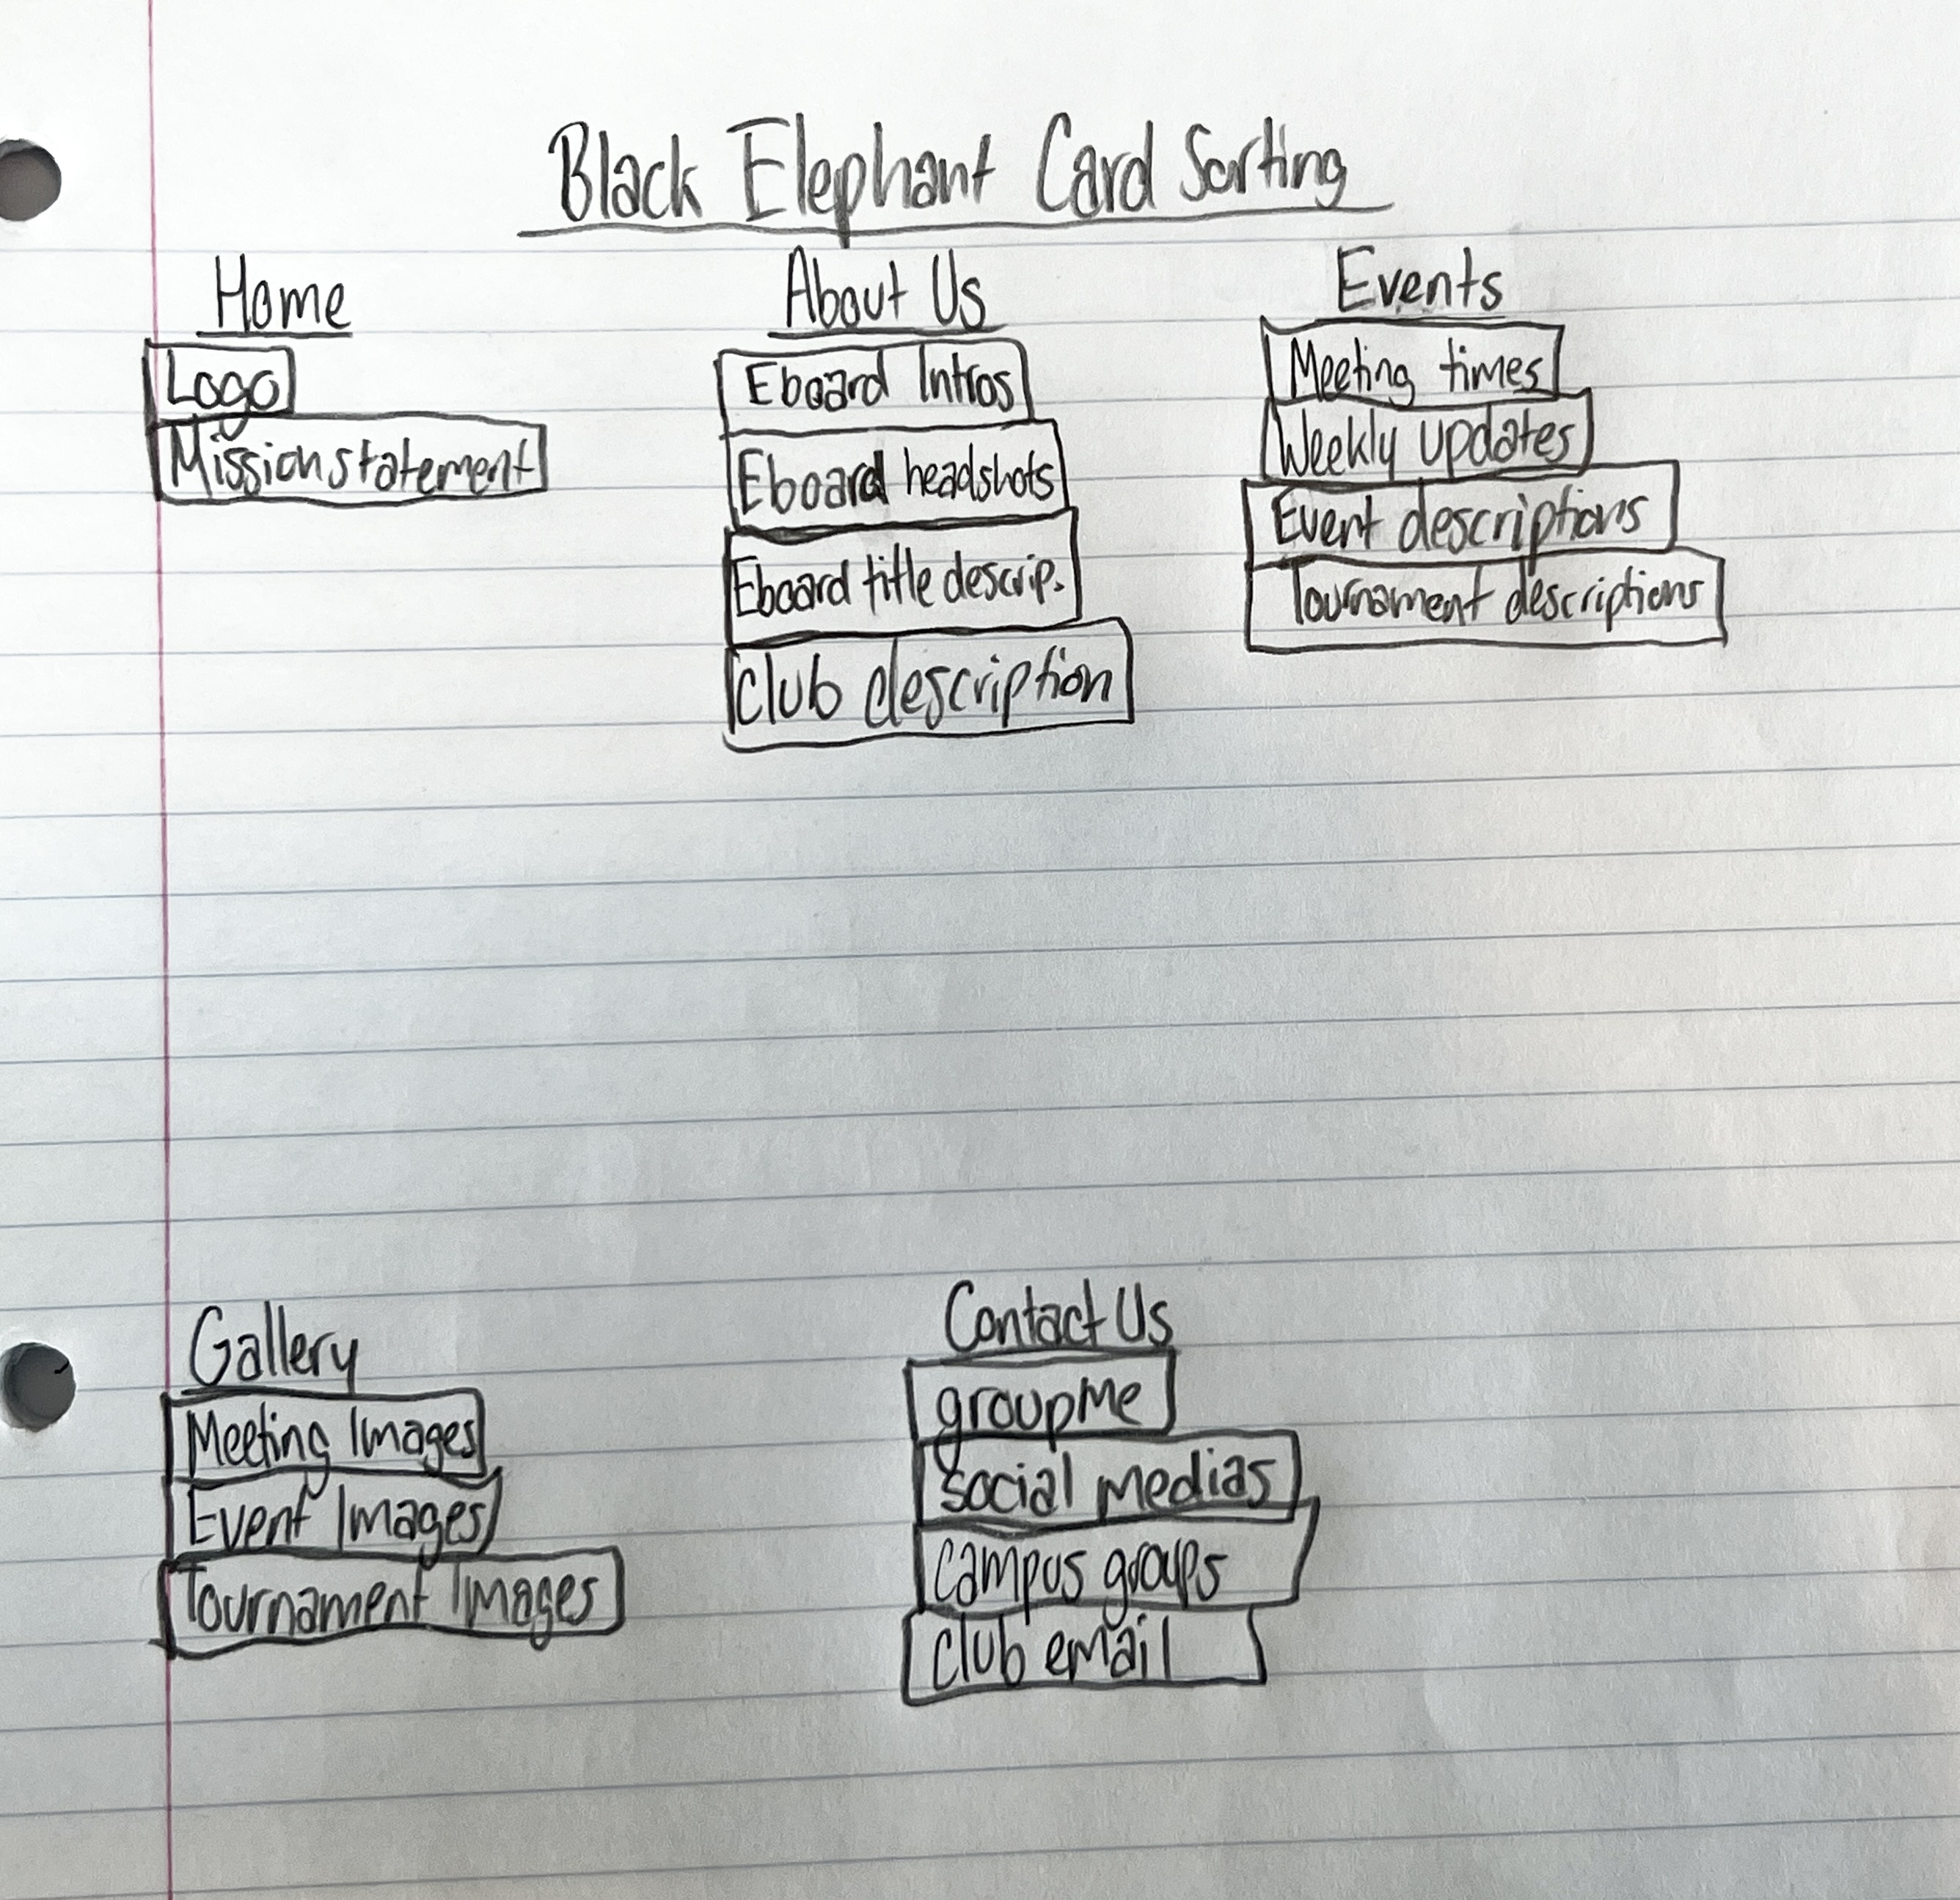 Black Elephant Card Sorting
Home
Logo
Mission statement
About Us
Eboard Intros
Eboard headshots
Eboard title descrip.
club description
Events
Meeting times
Weekly updates
Event descriptions
Tournament descriptions
Gallery
Meeting Images
Event Images
Tournament Images
Contact Us
groupMe
social medias
campus groups
club email